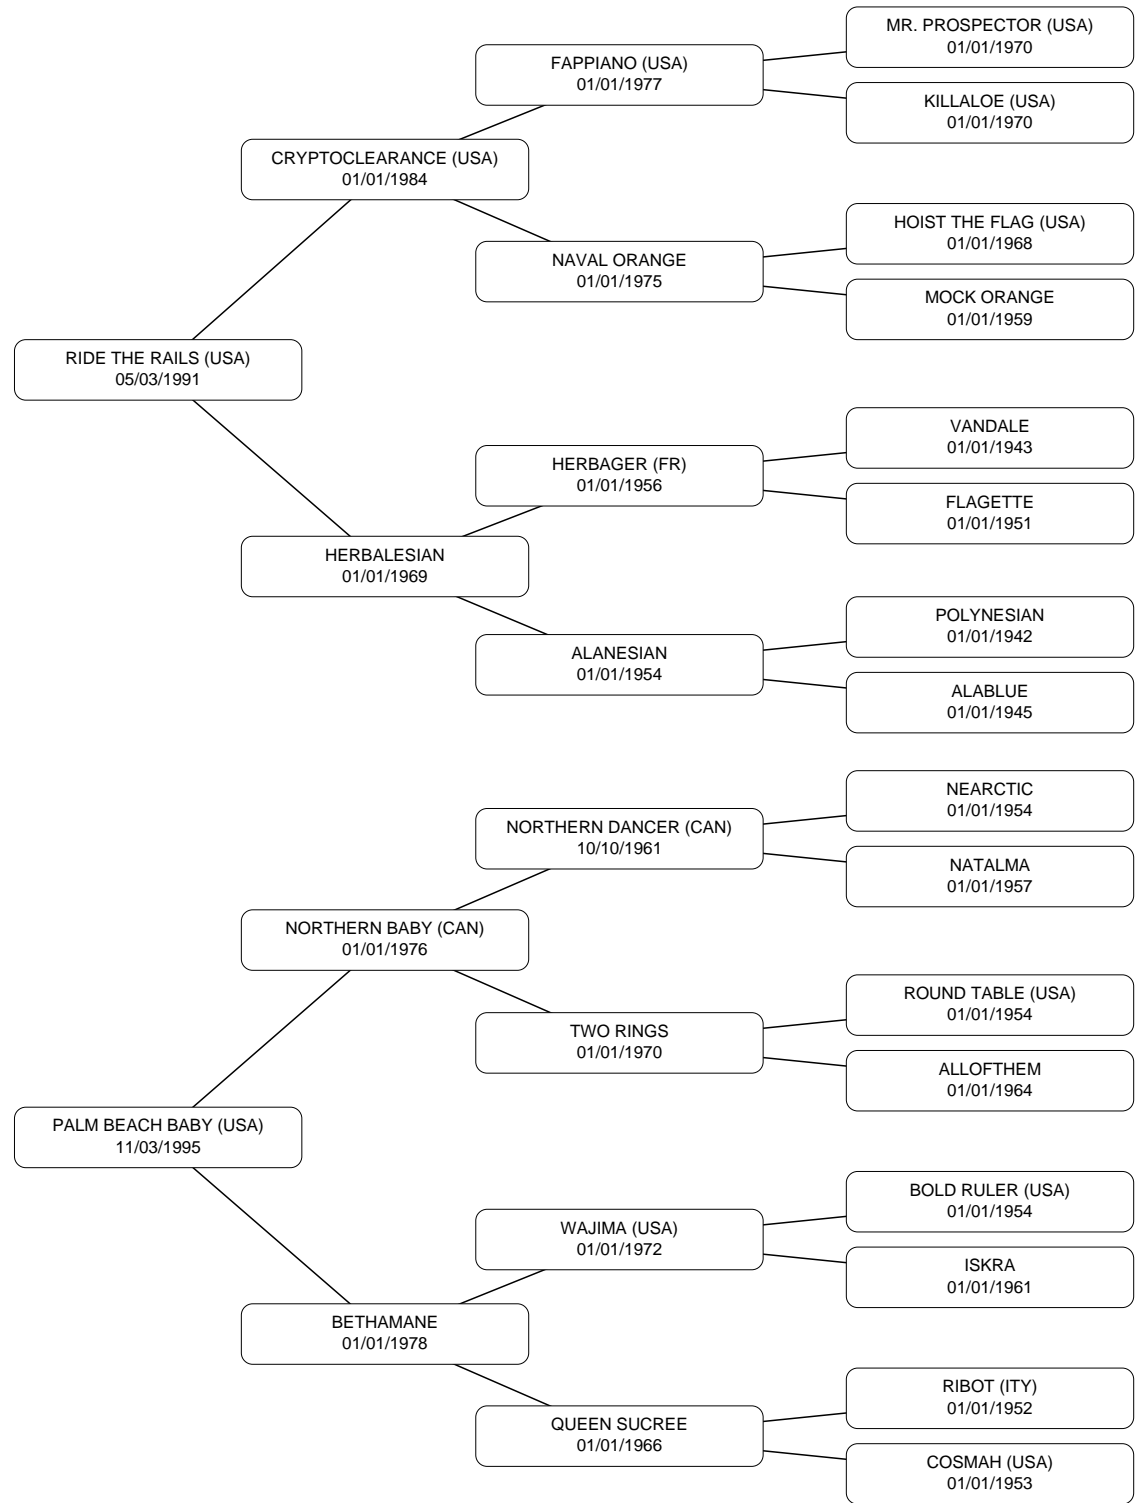 MR. PROSPECTOR (USA)
01/01/1970
FAPPIANO (USA)
01/01/1977
KILLALOE (USA)
01/01/1970
CRYPTOCLEARANCE (USA)
01/01/1984
HOIST THE FLAG (USA)
01/01/1968
NAVAL ORANGE
01/01/1975
MOCK ORANGE
01/01/1959
RIDE THE RAILS (USA)
05/03/1991
VANDALE
01/01/1943
HERBAGER (FR)
01/01/1956
FLAGETTE
01/01/1951
HERBALESIAN
01/01/1969
POLYNESIAN
01/01/1942
ALANESIAN
01/01/1954
ALABLUE
01/01/1945
NEARCTIC
01/01/1954
NORTHERN DANCER (CAN)
10/10/1961
NATALMA
01/01/1957
NORTHERN BABY (CAN)
01/01/1976
ROUND TABLE (USA)
01/01/1954
TWO RINGS
01/01/1970
ALLOFTHEM
01/01/1964
PALM BEACH BABY (USA)
11/03/1995
BOLD RULER (USA)
01/01/1954
WAJIMA (USA)
01/01/1972
ISKRA
01/01/1961
BETHAMANE
01/01/1978
RIBOT (ITY)
01/01/1952
QUEEN SUCREE
01/01/1966
COSMAH (USA)
01/01/1953